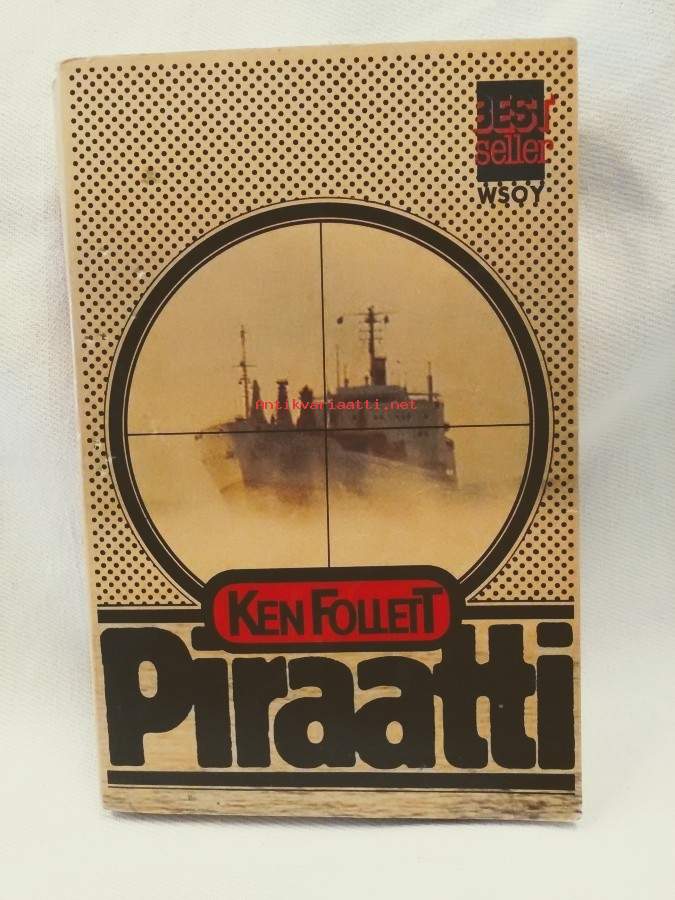 BEST
seller
WSOY
Antikvariaatti.net
KEN FOLLETT
Piraatti